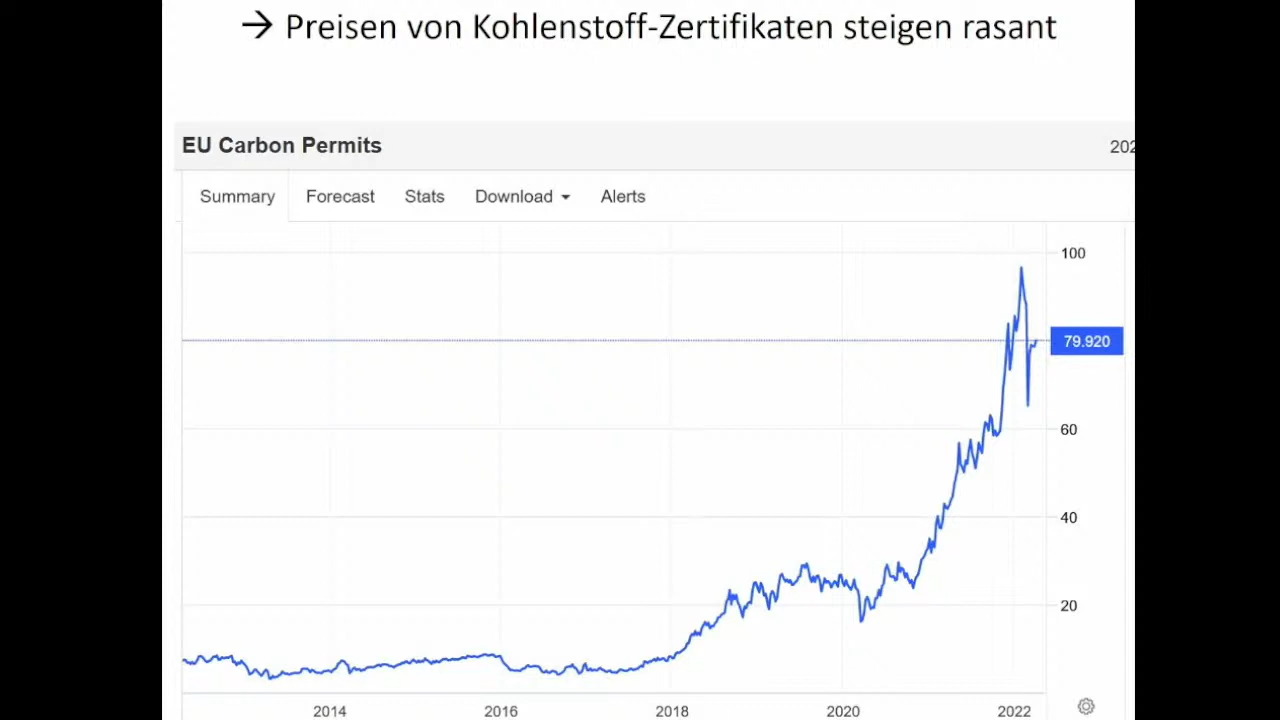 → Preisen von Kohlenstoff-Zertifikaten steigen rasant
EU Carbon Permits 202
Summary Forecast Stats Download Alerts
100
79.920
60
40
20
2014 2016 2018 2020 2022